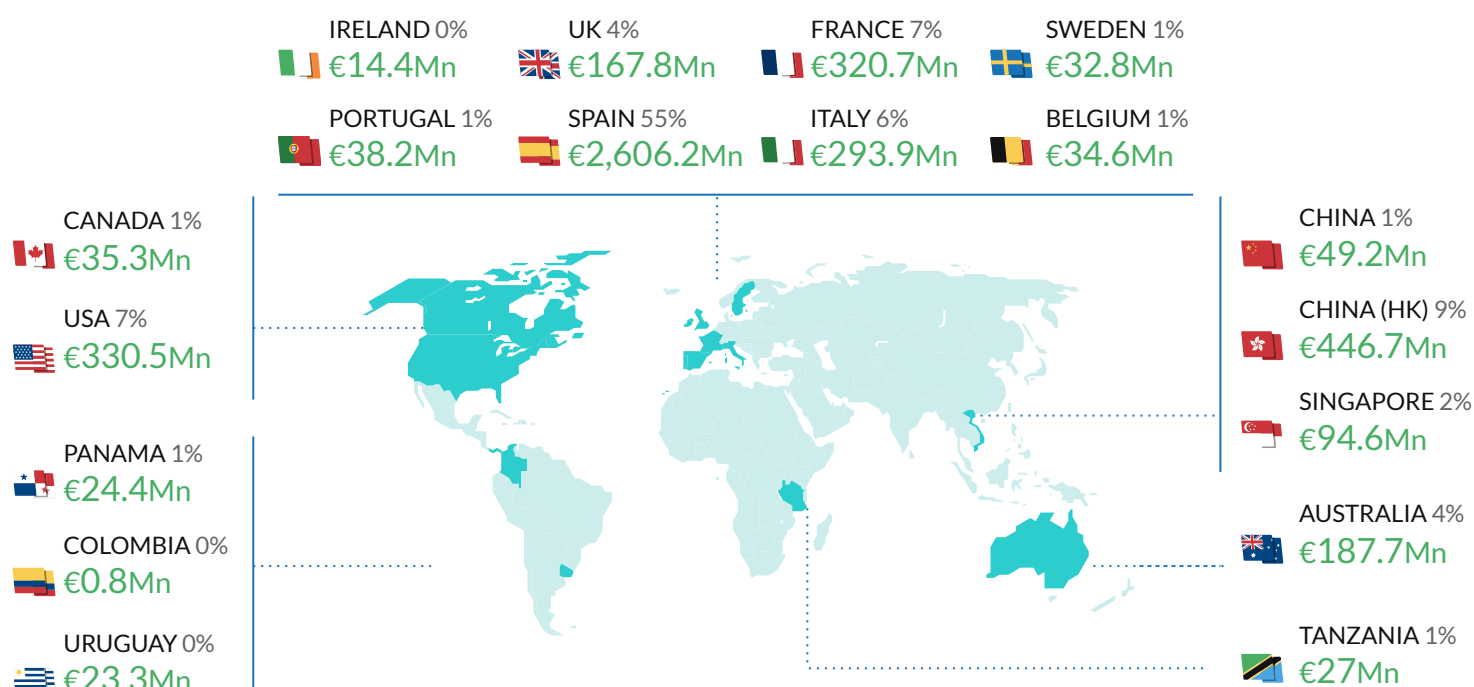 IRELAND 0%
€14.4Mn
UK 4%
€167.8Mn
FRANCE 7%
€320.7Mn
SWEDEN 1%
€32.8Mn
PORTUGAL 1%
€38.2Mn
SPAIN 55%
€2,606.2Mn
ITALY 6%
€293.9Mn
BELGIUM 1%
€34.6Mn
CANADA 1%
€35.3Mn
USA 7%
€330.5Mn
PANAMA 1%
€24.4Mn
COLOMBIA 0%
€0.8Mn
URUGUAY 0%
€23.3Mn
CHINA 1%
€49.2Mn
CHINA (HK) 9%
€446.7Mn
SINGAPORE 2%
€94.6Mn
AUSTRALIA 4%
€187.7Mn
TANZANIA 1%
€27Mn